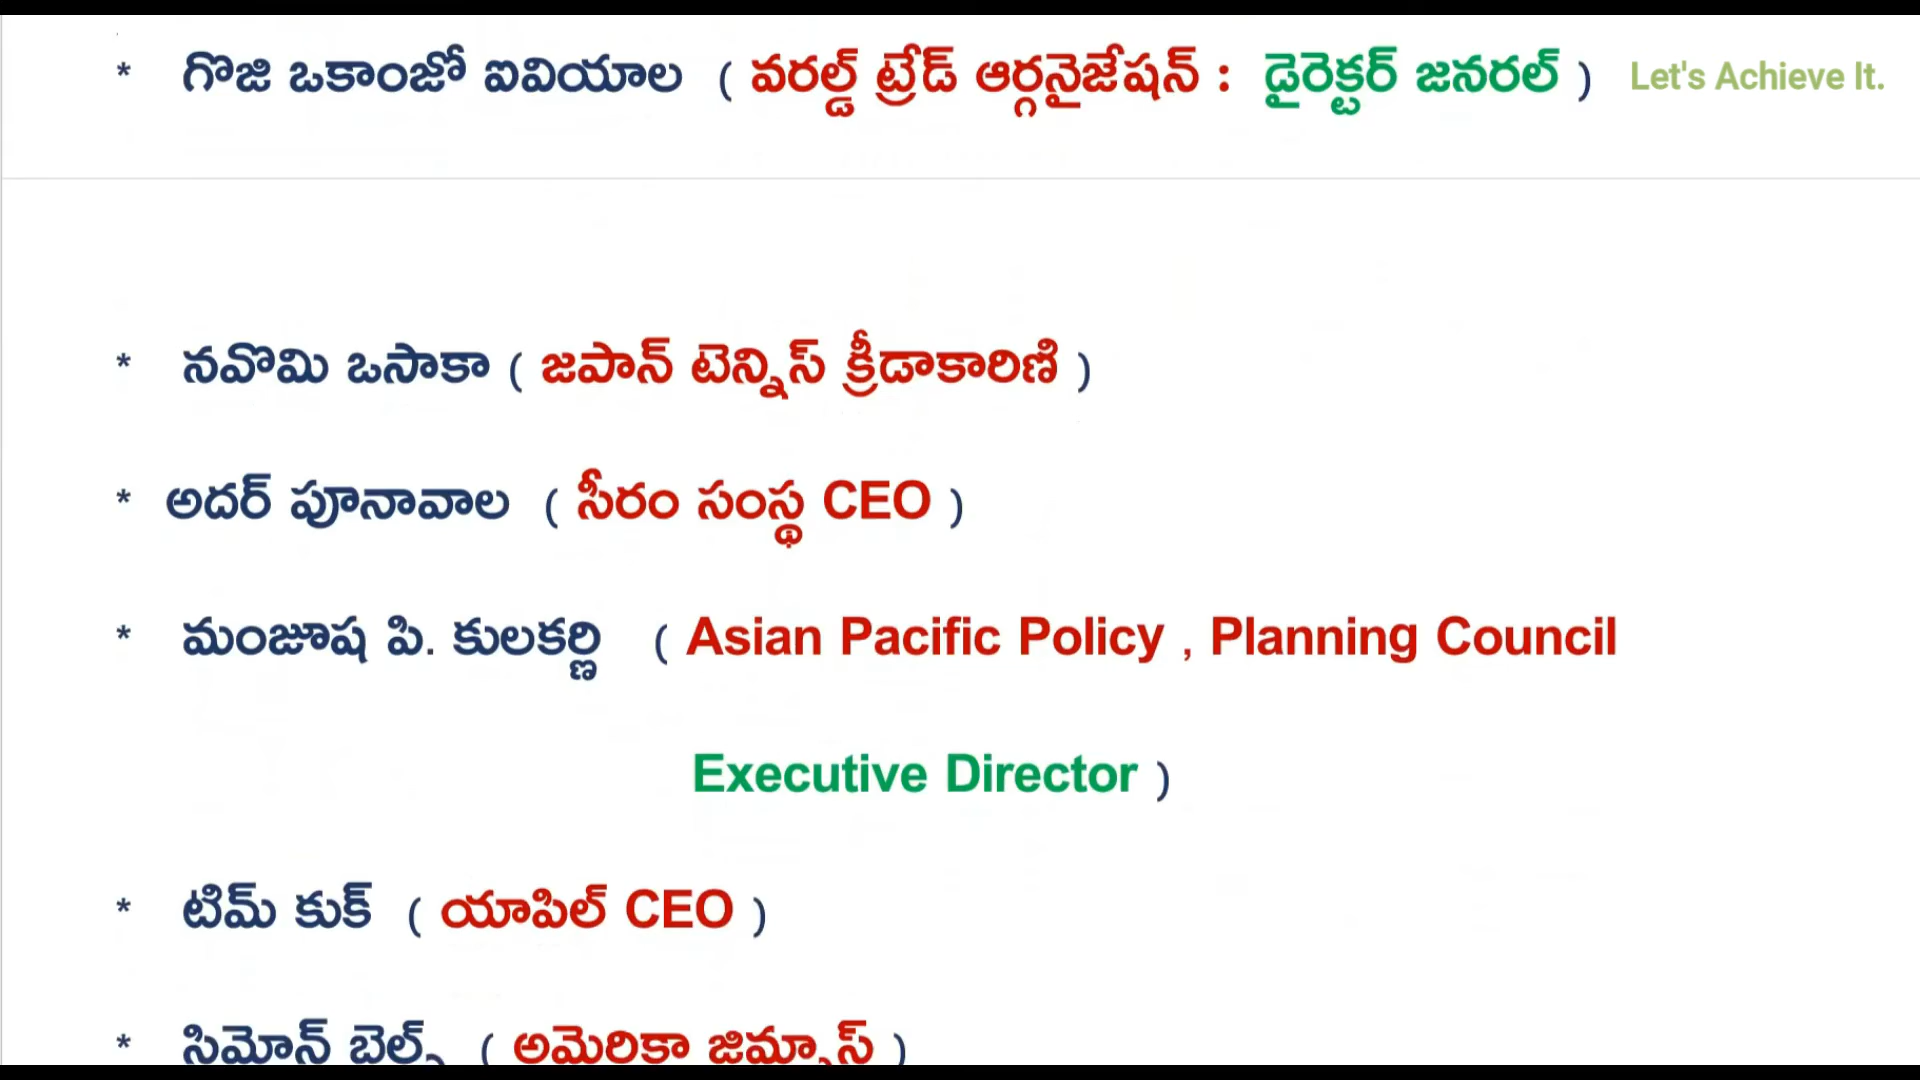 * గొజి ఒకాంజో ఐవియాల ( వరల్డ్ ట్రేడ్ ఆర్గనైజేషన్ : డైరెక్టర్ జనరల్ ) Let's Achieve It.
* నవొమి ఒసాకా ( జపాన్ టెన్నిస్ క్రీడాకారిణి )
* అదర్ పూనావాల ( సీరం సంస్థ CEO )
* మంజూష పి. కులకర్ణి ( Asian Pacific Policy , Planning Council
Executive Director )
* టిమ్ కుక్ ( యాపిల్ CEO )
* సిమోన్ బెల్స్ ( అమెరికా జిమ్నాస్ )